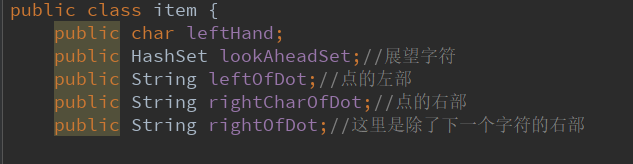 public class item {
public char leftHand;
public HashSet lookAheadSet;//展望字符
public String leftOfDot;//点的左部
public String rightCharOfDot;//点的右部
public String rightOfDot;//这里是除了下一个字符的右部